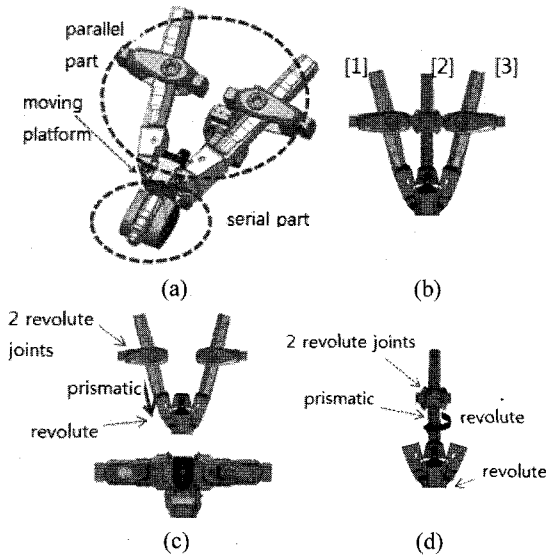 parallel
part
moving
platform
serial part
(a)
[1] [2] [3]
(b)
2 revolute
joints
prismatic
revolute
(c)
2 revolute joints
prismatic
revolute
revolute
(d)